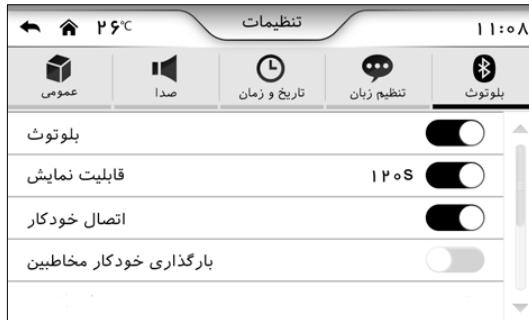 ۲۶℃ تنظیمات ۱۱:۰۸
بلوتوث تنظیم زبان تاریخ و زمان صدا عمومی
بلوتوث
قابلیت نمایش ۱۲۰S
اتصال خودکار
بارگذاری خودکار مخاطبین